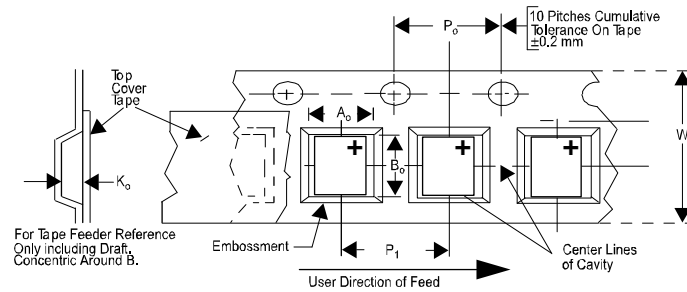 10 Pitches Cumulative
Tolerance On Tape
±0.2 mm
Po
Top
Cover
Tape
Ao
W
Bo
Ko
For Tape Feeder Reference
Only including Draft.
Concentric Around B.
Embossment
P1
Center Lines
of Cavity
User Direction of Feed